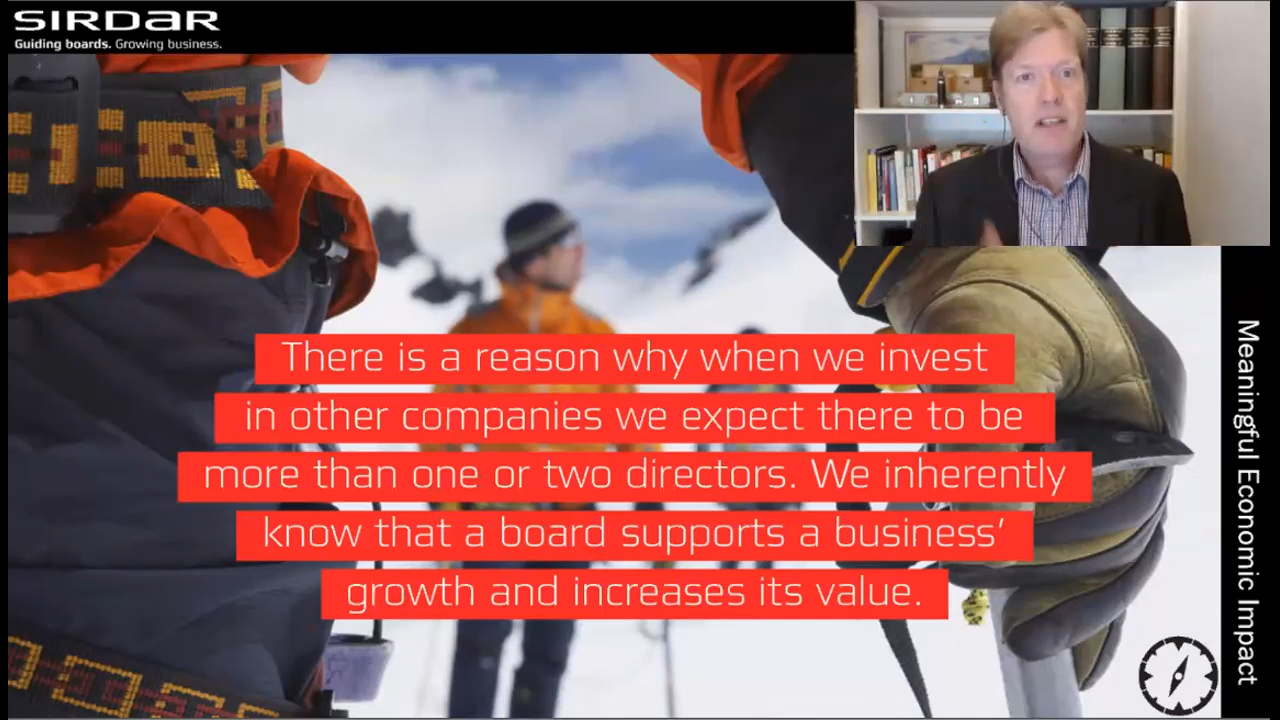 SIRDAR
Guiding boards. Growing business.
There is a reason why when we invest
in other companies we expect there to be
more than one or two directors. We inherently
know that a board supports a business’
growth and increases its value.
Meaningful Economic Impact